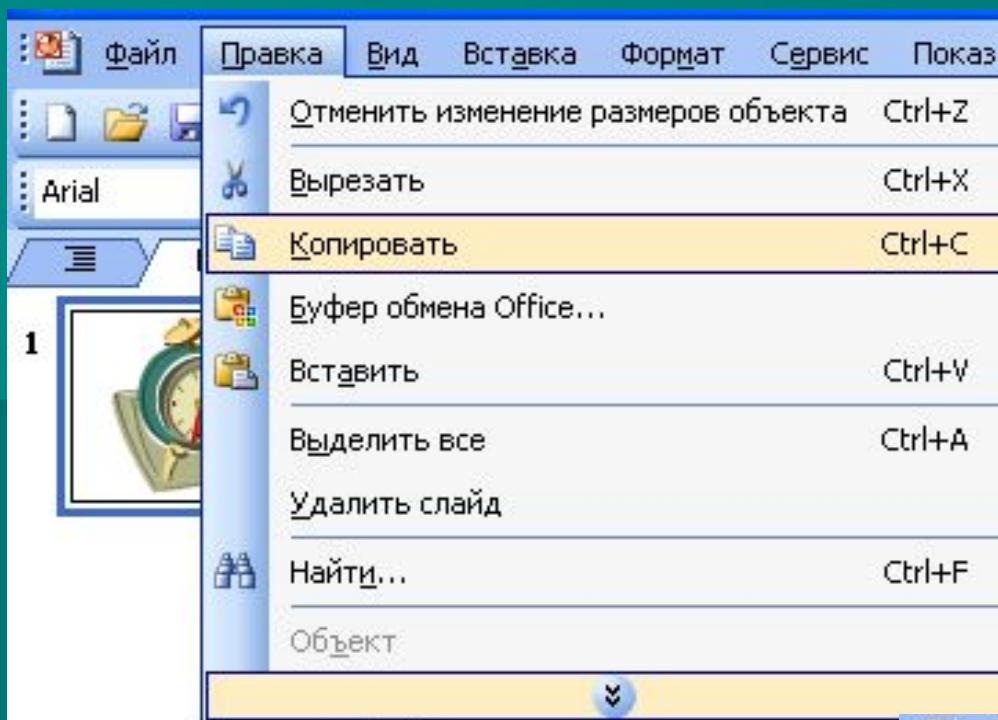 Файл Правка Вид Вставка Формат Сервис Показ
Отменить изменение размеров объекта Ctrl+Z
Arial
Вырезать Ctrl+X
Копировать Ctrl+C
Буфер обмена Office...
1
Вставить Ctrl+V
Выделить все Ctrl+A
Удалить слайд
Найти... Ctrl+F
Объект